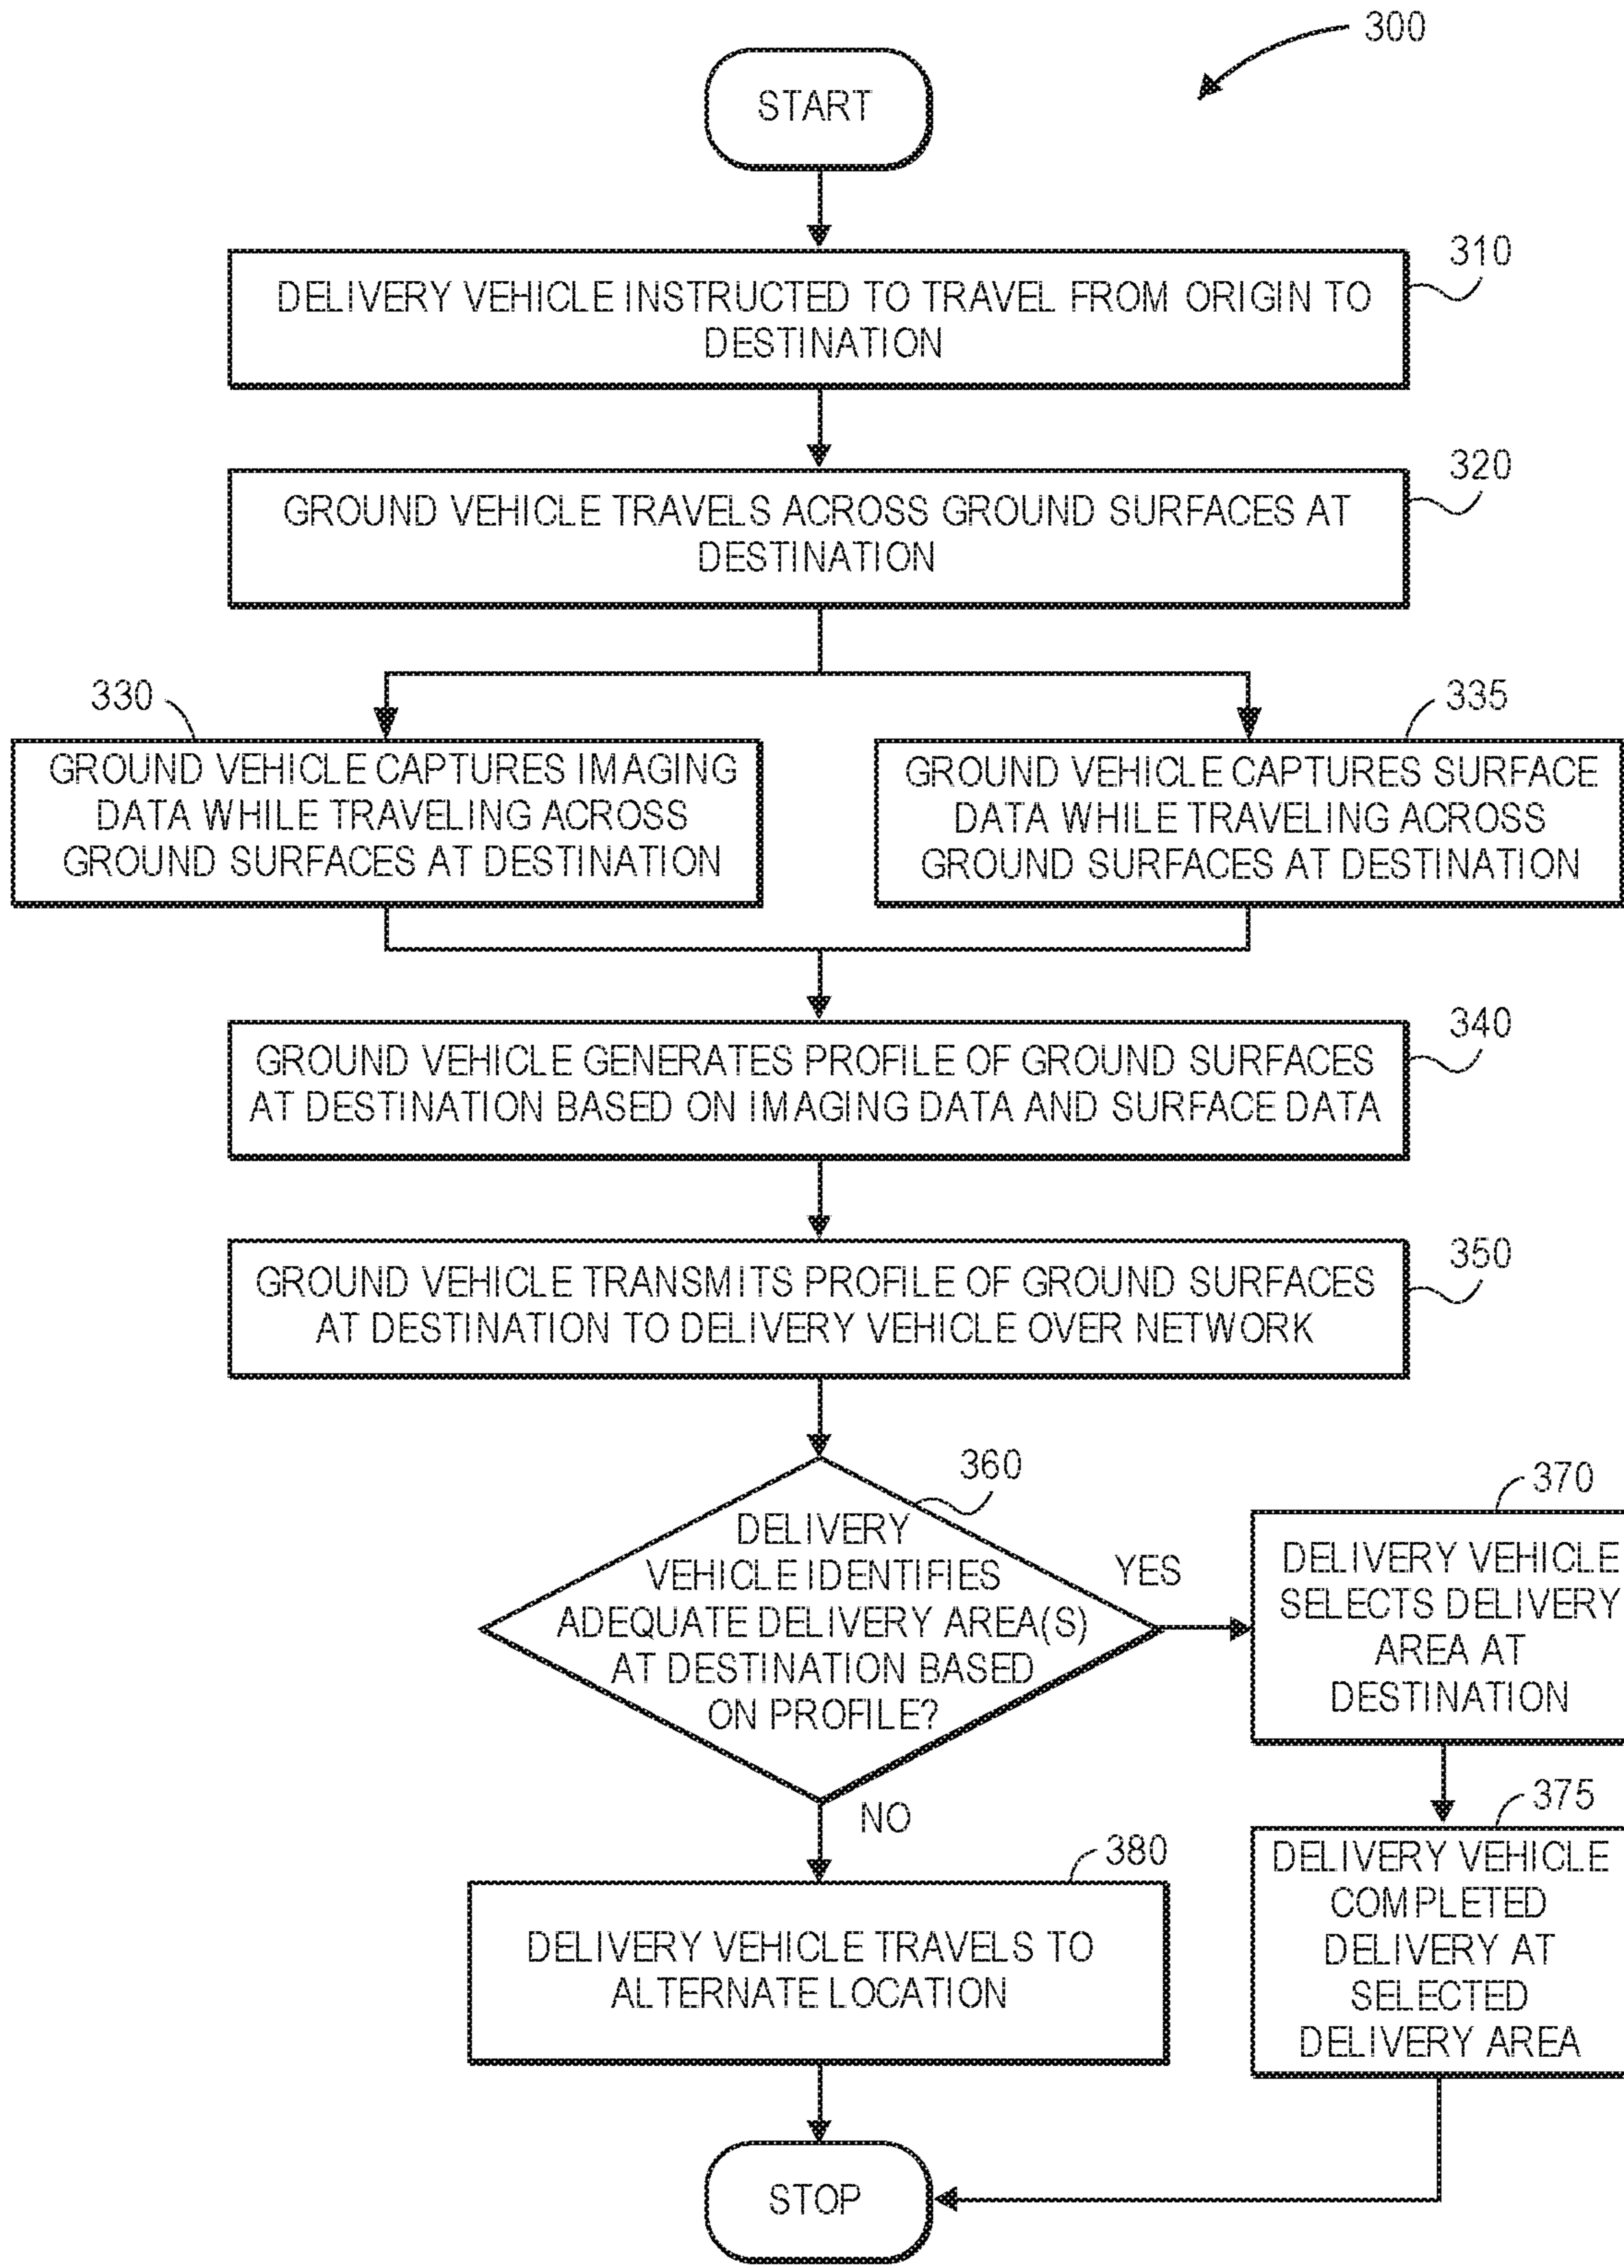 300
START
310
DELIVERY VEHICLE INSTRUCTED TO TRAVEL FROM ORIGIN TO
DESTINATION
320
GROUND VEHICLE TRAVELS ACROSS GROUND SURFACES AT
DESTINATION
330
GROUND VEHICLE CAPTURES IMAGING
DATA WHILE TRAVELING ACROSS
GROUND SURFACES AT DESTINATION
335
GROUND VEHICLE CAPTURES SURFACE
DATA WHILE TRAVELING ACROSS
GROUND SURFACES AT DESTINATION
340
GROUND VEHICLE GENERATES PROFILE OF GROUND SURFACES
AT DESTINATION BASED ON IMAGING DATA AND SURFACE DATA
350
GROUND VEHICLE TRANSMITS PROFILE OF GROUND SURFACES
AT DESTINATION TO DELIVERY VEHICLE OVER NETWORK
360
DELIVERY
VEHICLE IDENTIFIES
ADEQUATE DELIVERY AREA(S)
AT DESTINATION BASED
ON PROFILE?
YES
370
DELIVERY VEHICLE
SELECTS DELIVERY
AREA AT
DESTINATION
375
DELIVERY VEHICLE
COMPLETED
DELIVERY AT
SELECTED
DELIVERY AREA
NO
380
DELIVERY VEHICLE TRAVELS TO
ALTERNATE LOCATION
STOP